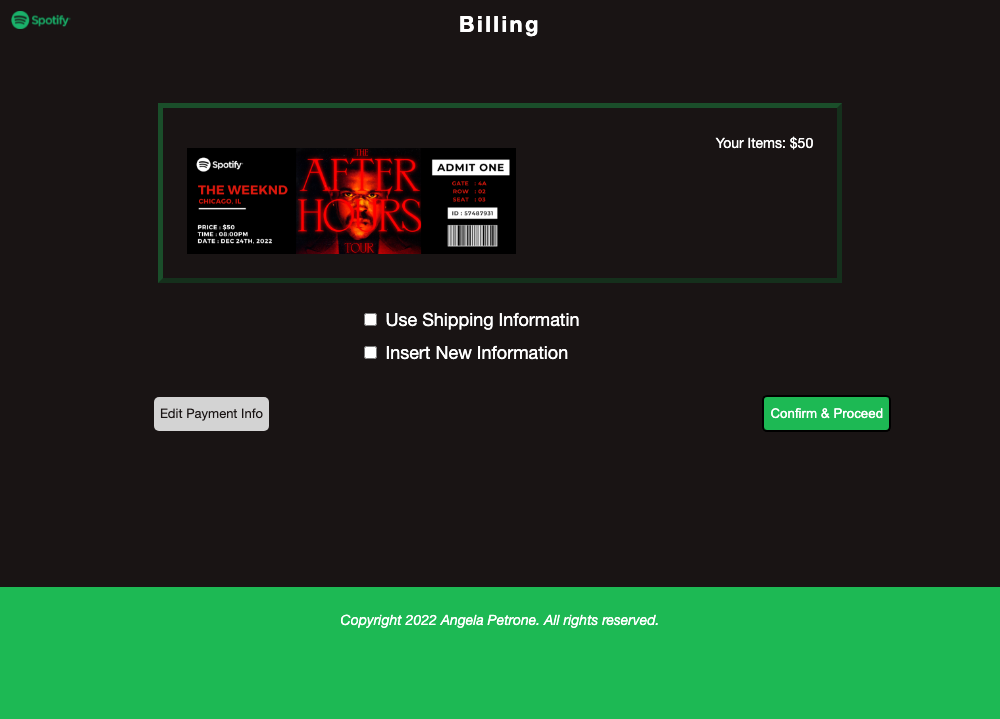 Spotify
Billing
Your Items: $50
Spotify
THE WEEKND
CHICAGO, IL
PRICE : $50
TIME : 08:00PM
DATE : DEC 24TH, 2022
THE
AFTER
HOURS
TOUR
ADMIT ONE
GATE : 4A
ROW : 02
SEAT : 03
ID : 57487931
Use Shipping Informatin
Insert New Information
Edit Payment Info
Confirm & Proceed
Copyright 2022 Angela Petrone. All rights reserved.